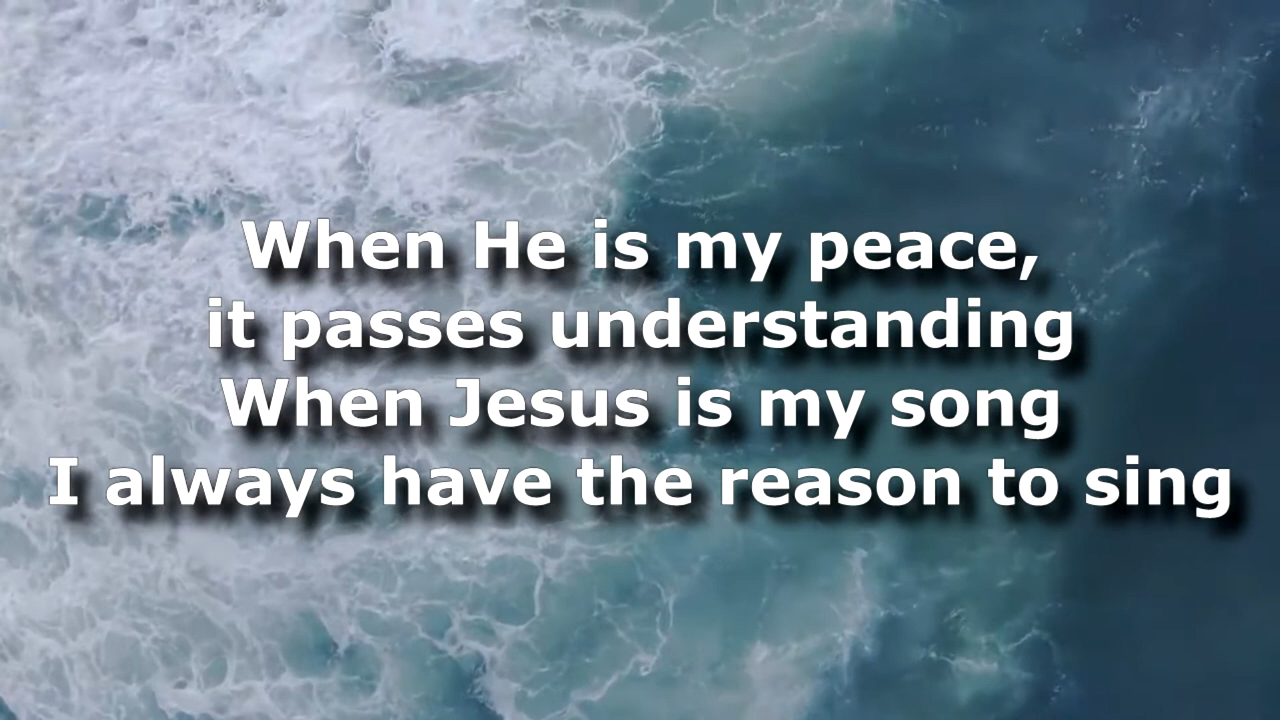 When He is my peace,
it passes understanding
When Jesus is my song
I always have the reason to sing